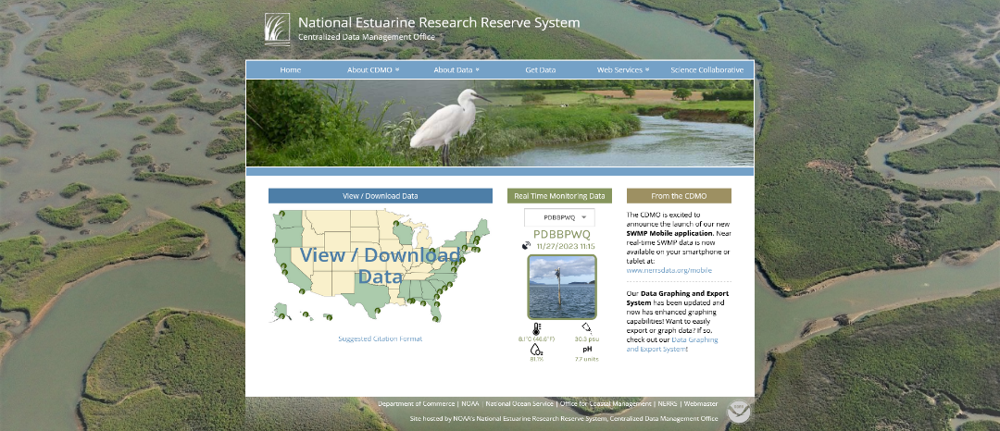 National Estuarine Research Reserve System
Centralized Data Management Office
Home About CDMO About Data Get Data Web Services Science Collaborative
View / Download Data
View / Download
Data
Suggested Citation Format
Real Time Monitoring Data
PDBBPWQ
PDBBPWQ
11/27/2023 11:15
8.1°C (46.6°F) 30.3 psu
O₂ pH
81.1% 7.7 units
From the CDMO
The CDMO is excited to
announce the launch of our new
SWMP Mobile application. Near
real-time SWMP data is now
available on your smartphone or
tablet at:
www.nerrsdata.org/mobile
Our Data Graphing and Export
System has been updated and
now has enhanced graphing
capabilities! Want to easily
export or graph data? If so,
check out our Data Graphing
and Export System!
Department of Commerce | NOAA | National Ocean Service | Office for Coastal Management | NERRS | Webmaster
Site hosted by NOAA's National Estuarine Research Reserve System, Centralized Data Management Office